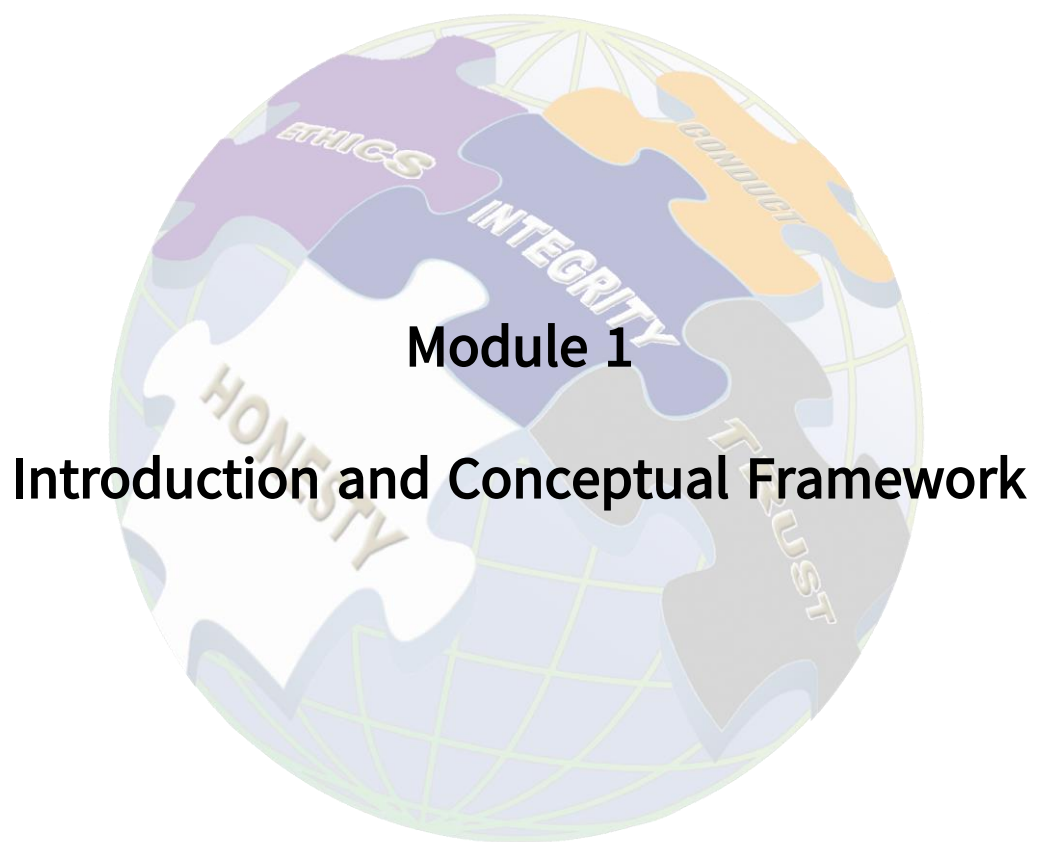 ETHICS
CONDUCT
INTEGRITY
Module 1
HONESTY
TRUST
Introduction and Conceptual Framework